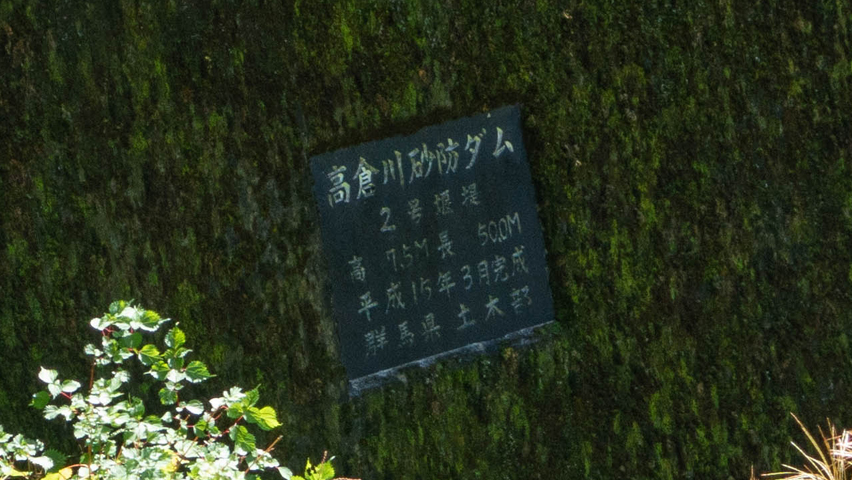 高倉川砂防ダム
2号堰堤
高 7.5M 長 50.0M
平成15年3月完成
群馬県土木部